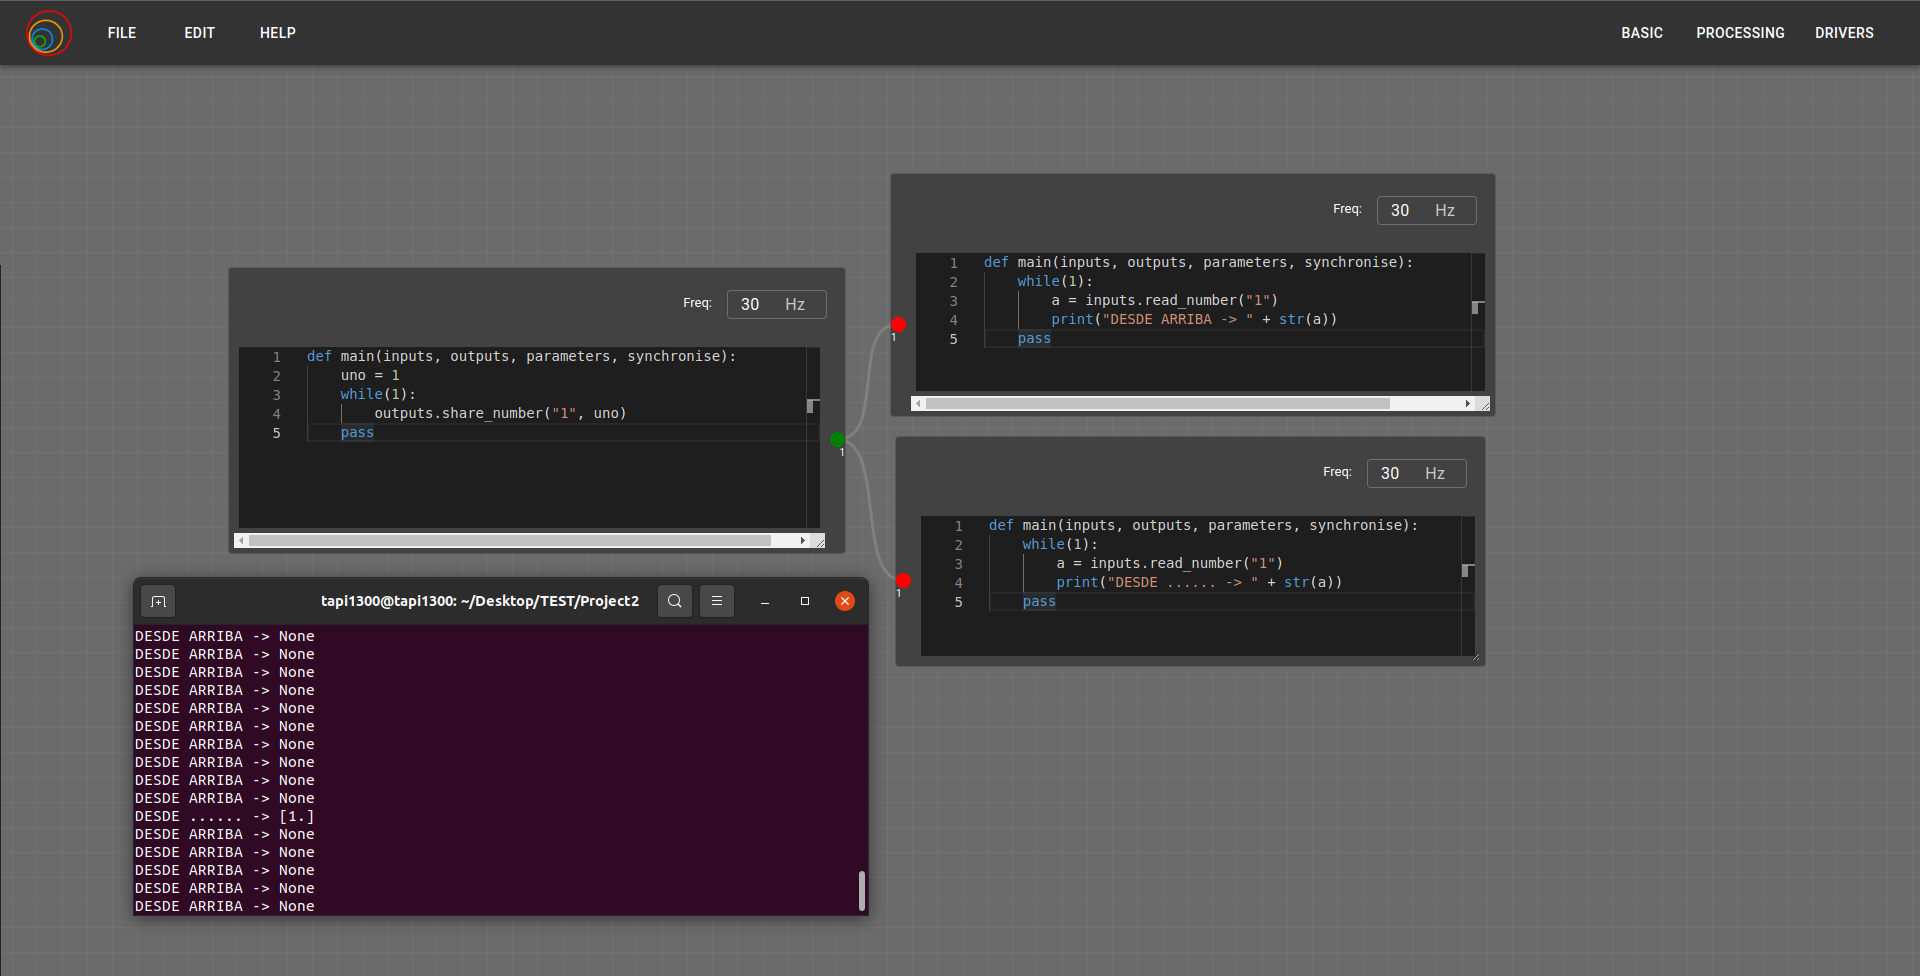 FILE EDIT HELP BASIC PROCESSING DRIVERS
Freq: 30 Hz
1 def main(inputs, outputs, parameters, synchronise):
2     uno = 1
3     while(1):
4         outputs.share_number("1", uno)
5     pass
1
Freq: 30 Hz
1 def main(inputs, outputs, parameters, synchronise):
2     while(1):
3         a = inputs.read_number("1")
4         print("DESDE ARRIBA -> " + str(a))
5     pass
1
Freq: 30 Hz
1 def main(inputs, outputs, parameters, synchronise):
2     while(1):
3         a = inputs.read_number("1")
4         print("DESDE ...... -> " + str(a))
5     pass
1
tapi1300@tapi1300: ~/Desktop/TEST/Project2
DESDE ARRIBA -> None
DESDE ARRIBA -> None
DESDE ARRIBA -> None
DESDE ARRIBA -> None
DESDE ARRIBA -> None
DESDE ARRIBA -> None
DESDE ARRIBA -> None
DESDE ARRIBA -> None
DESDE ARRIBA -> None
DESDE ARRIBA -> None
DESDE ...... -> [1.]
DESDE ARRIBA -> None
DESDE ARRIBA -> None
DESDE ARRIBA -> None
DESDE ARRIBA -> None
DESDE ARRIBA -> None